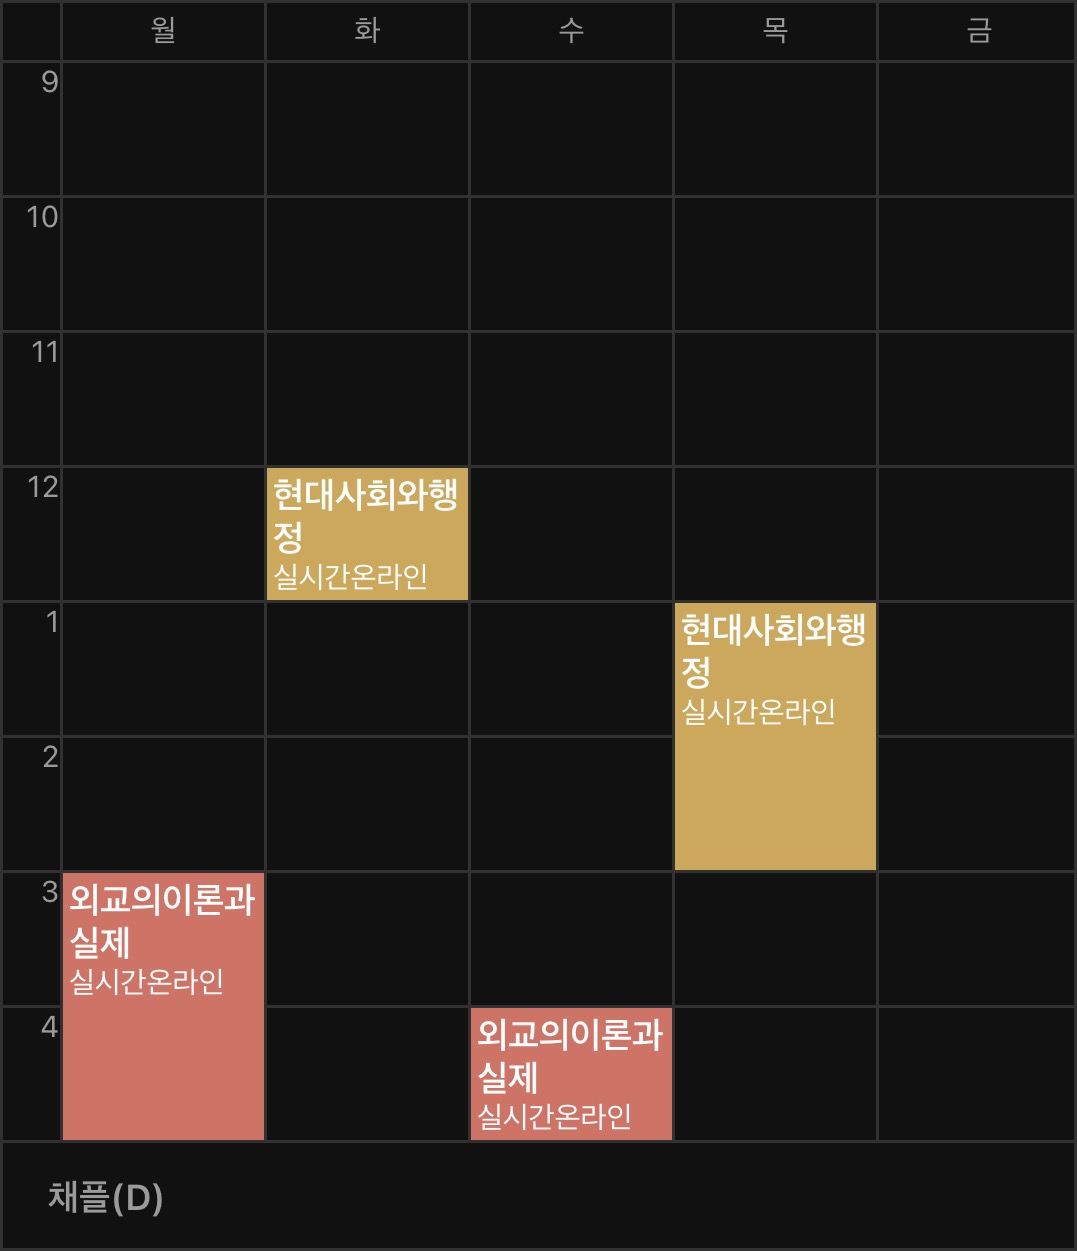 월 화 수 목 금
9
10
11
12
현대사회와행
정
실시간온라인
1
현대사회와행
정
실시간온라인
2
3
외교의이론과
실제
실시간온라인
4
외교의이론과
실제
실시간온라인
채플(D)